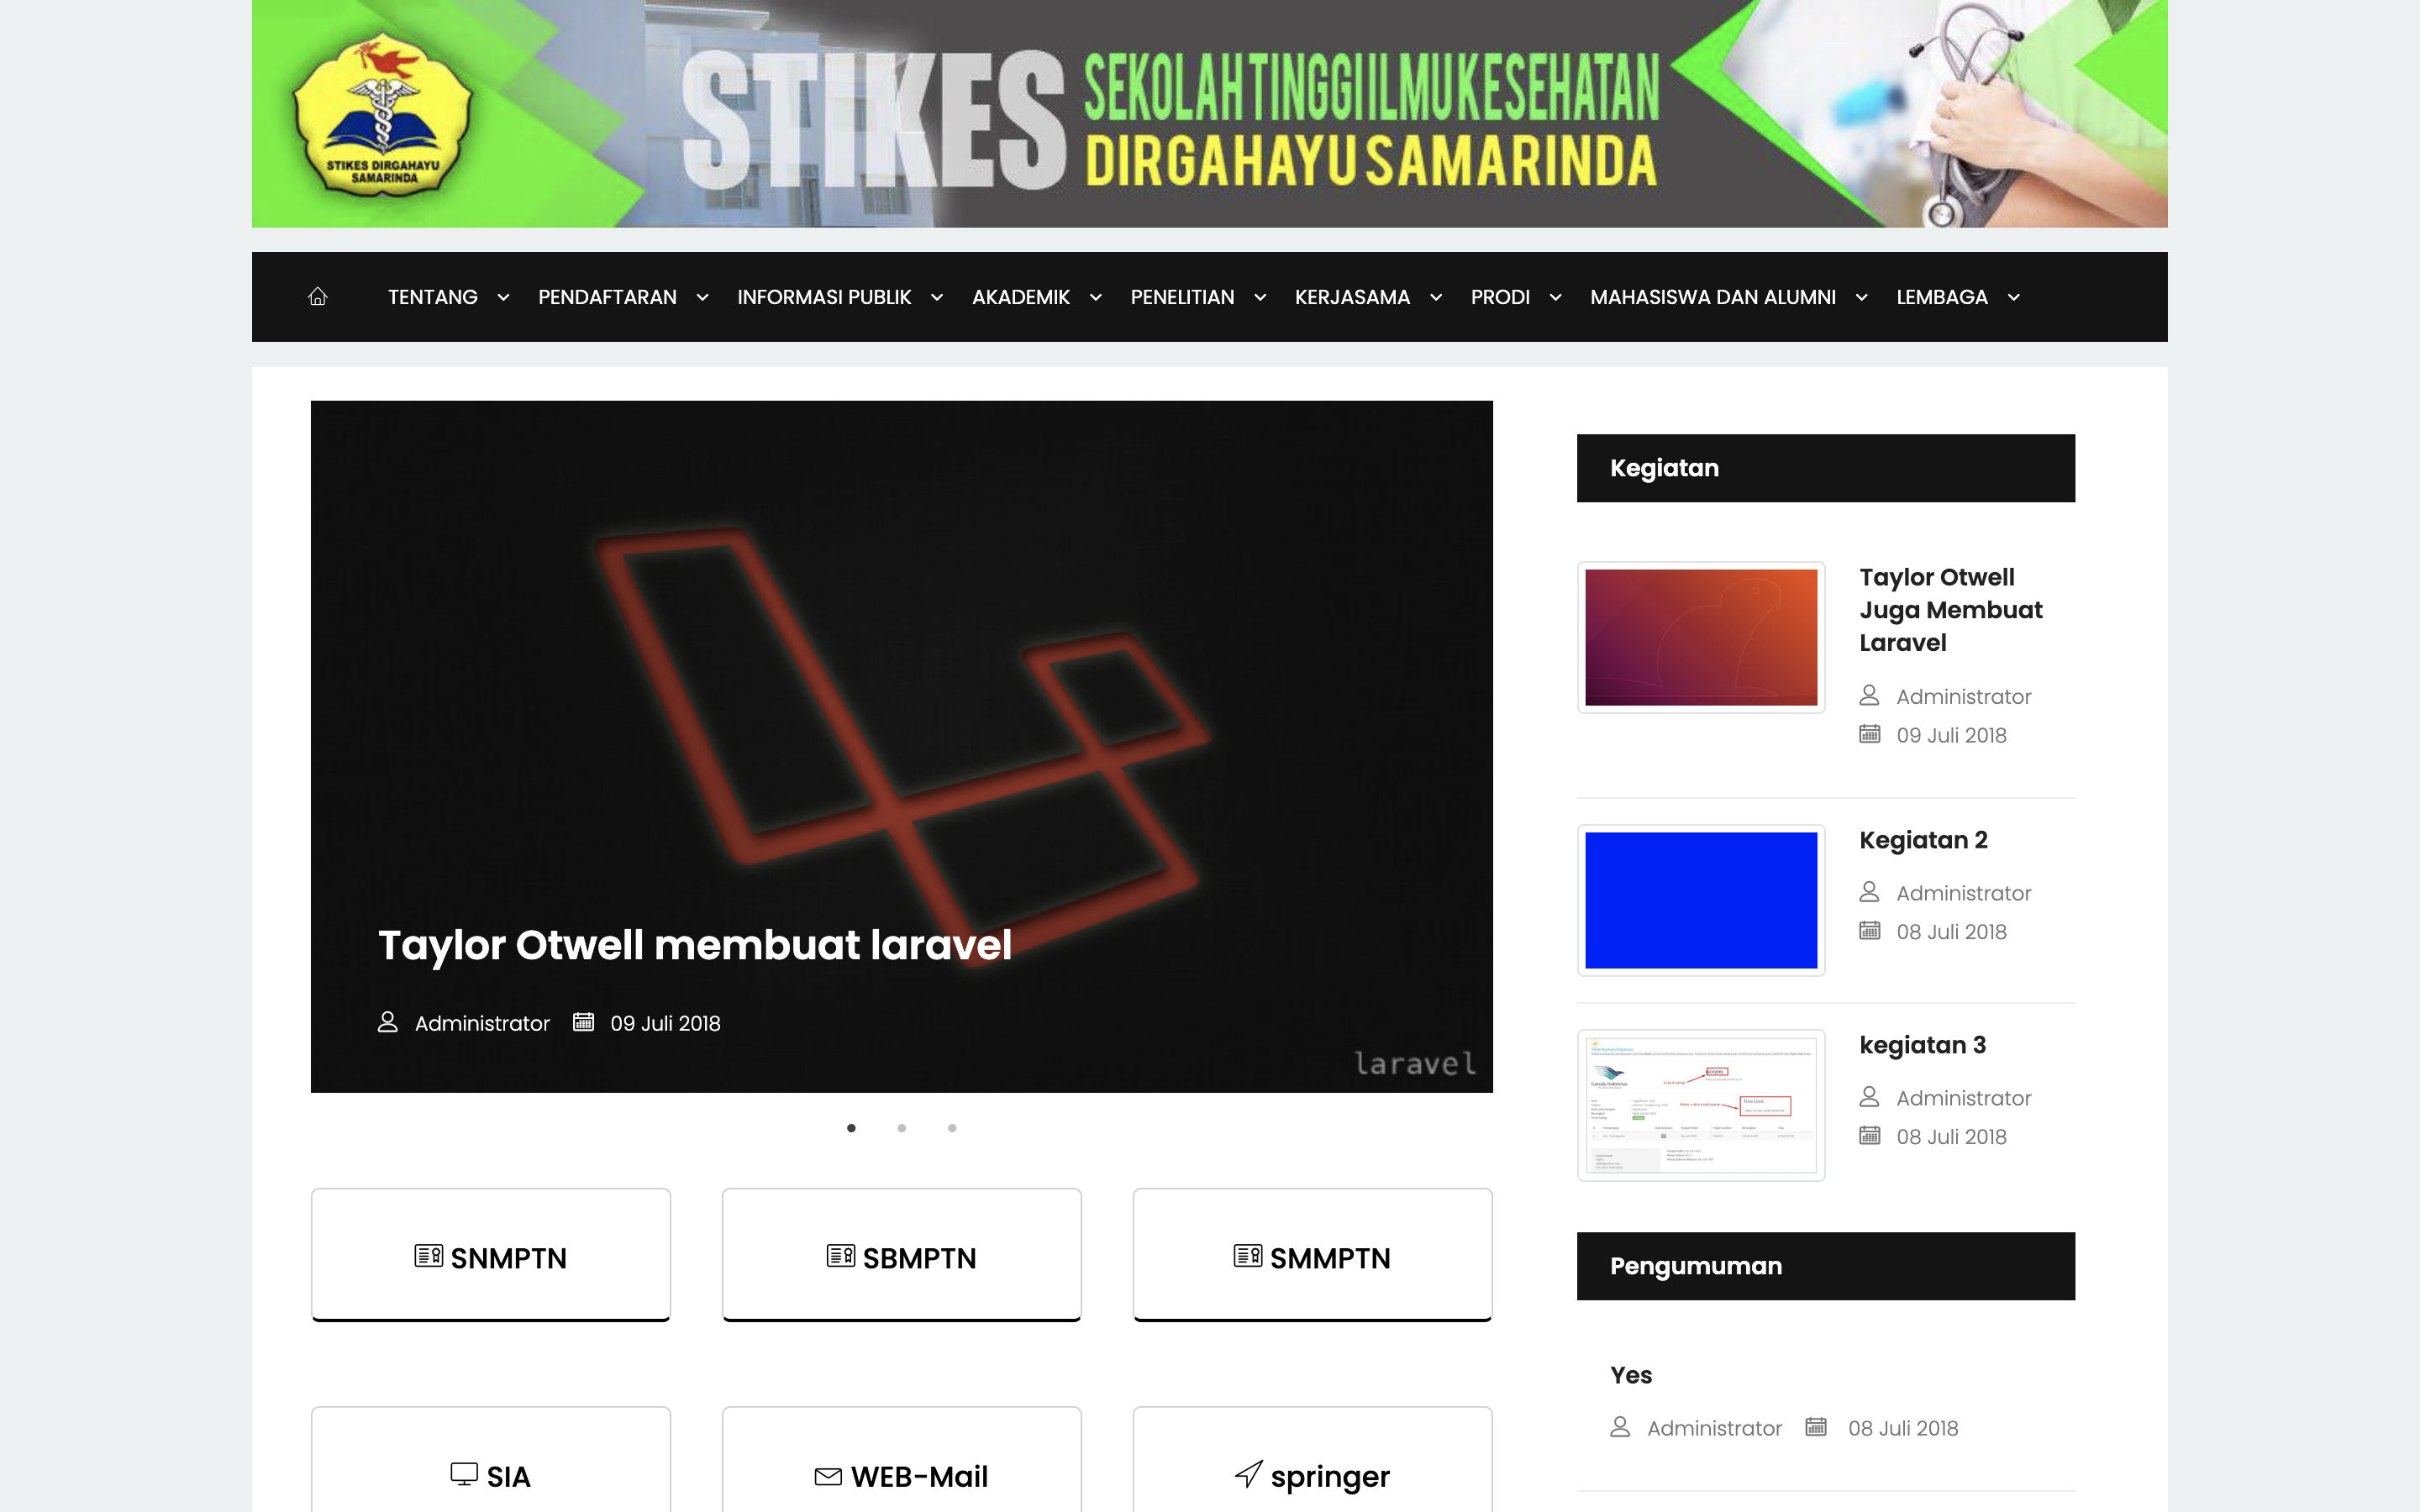 STIKES DIRGAHAYU
SAMARINDA
STIKES
SEKOLAH TINGGI ILMU KESEHATAN
DIRGAHAYU SAMARINDA
TENTANG PENDAFTARAN INFORMASI PUBLIK AKADEMIK PENELITIAN KERJASAMA PRODI MAHASISWA DAN ALUMNI LEMBAGA
Taylor Otwell membuat laravel
Administrator 09 Juli 2018
laravel
SNMPTN
SBMPTN
SMMPTN
SIA
WEB-Mail
springer
Kegiatan
Taylor Otwell
Juga Membuat
Laravel
Administrator
09 Juli 2018
Kegiatan 2
Administrator
08 Juli 2018
Garuda Indonesia
kegiatan 3
Administrator
08 Juli 2018
Pengumuman
Yes
Administrator 08 Juli 2018